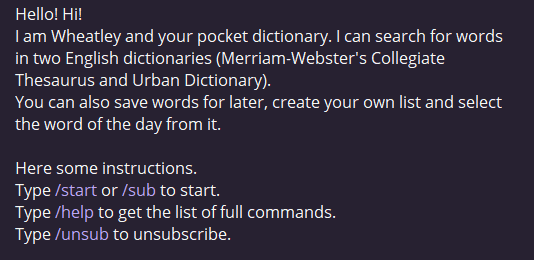 Hello! Hi!
I am Wheatley and your pocket dictionary. I can search for words
in two English dictionaries (Merriam-Webster's Collegiate
Thesaurus and Urban Dictionary).
You can also save words for later, create your own list and select
the word of the day from it.
Here some instructions.
Type /start or /sub to start.
Type /help to get the list of full commands.
Type /unsub to unsubscribe.